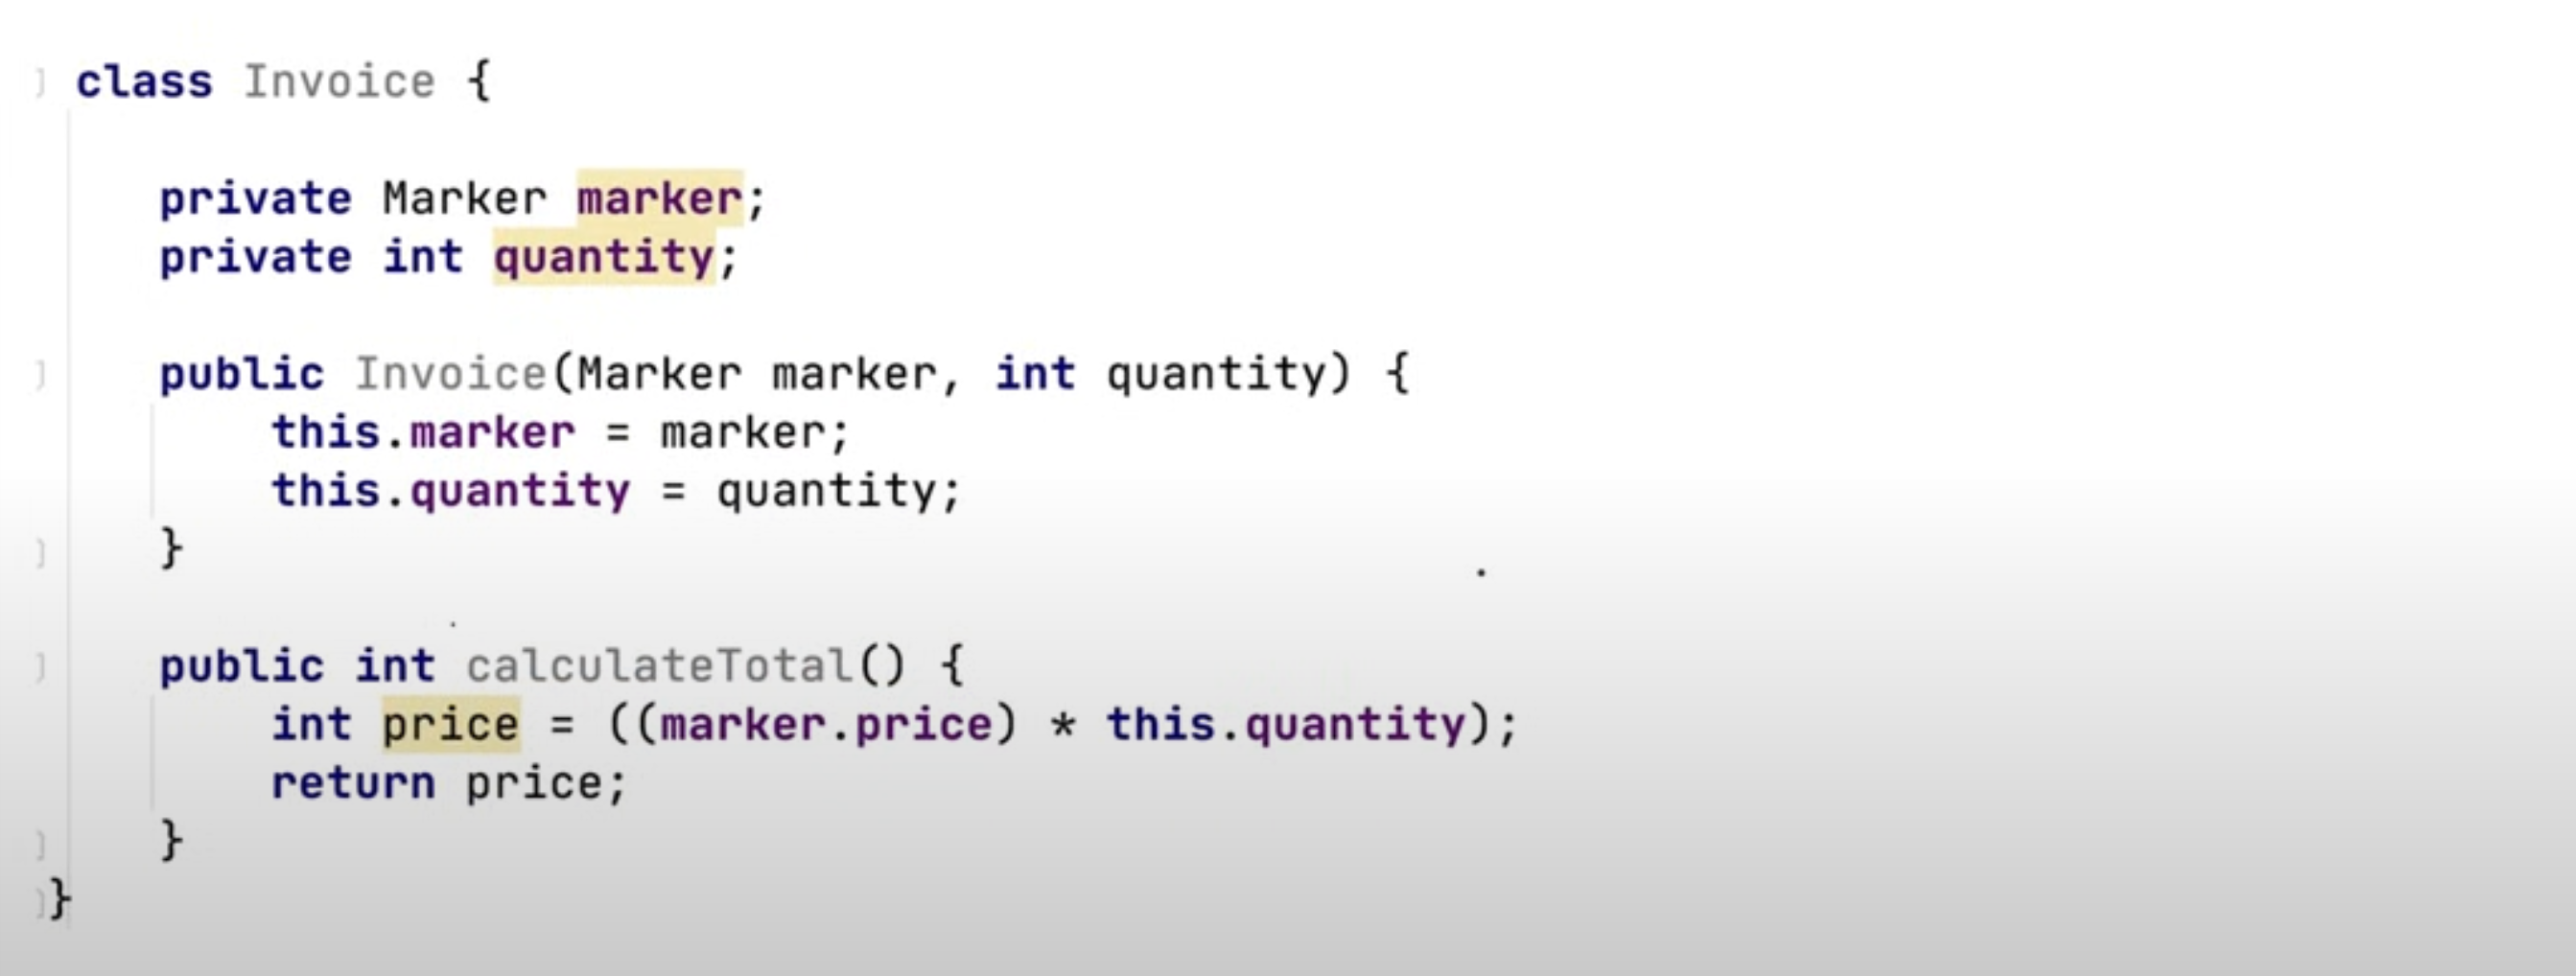 class Invoice {
private Marker marker;
private int quantity;
public Invoice(Marker marker, int quantity) {
this.marker = marker;
this.quantity = quantity;
}
public int calculateTotal() {
int price = ((marker.price) * this.quantity);
return price;
}
}